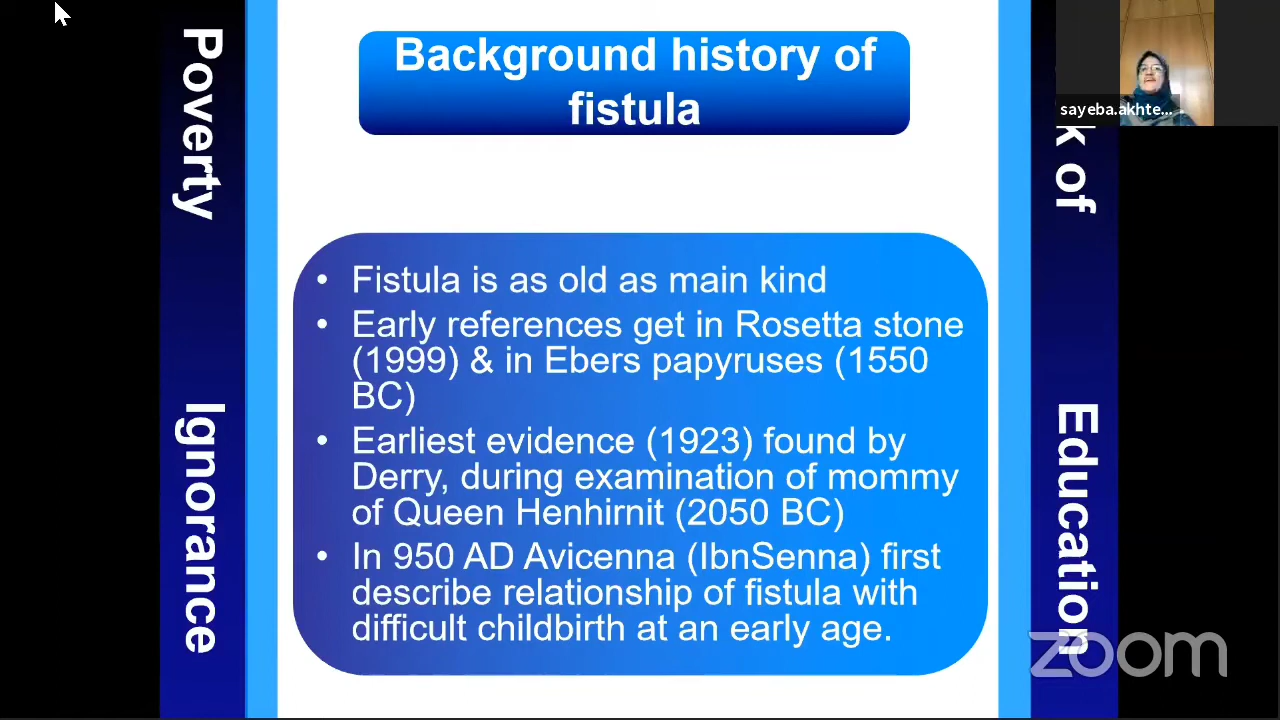 Background history of
fistula
sayeba.akhte...
Poverty
Ignorance
k of
Education
• Fistula is as old as main kind
• Early references get in Rosetta stone
(1999) & in Ebers papyruses (1550
BC)
• Earliest evidence (1923) found by
Derry, during examination of mommy
of Queen Henhirnit (2050 BC)
• In 950 AD Avicenna (IbnSenna) first
describe relationship of fistula with
difficult childbirth at an early age.
zoom